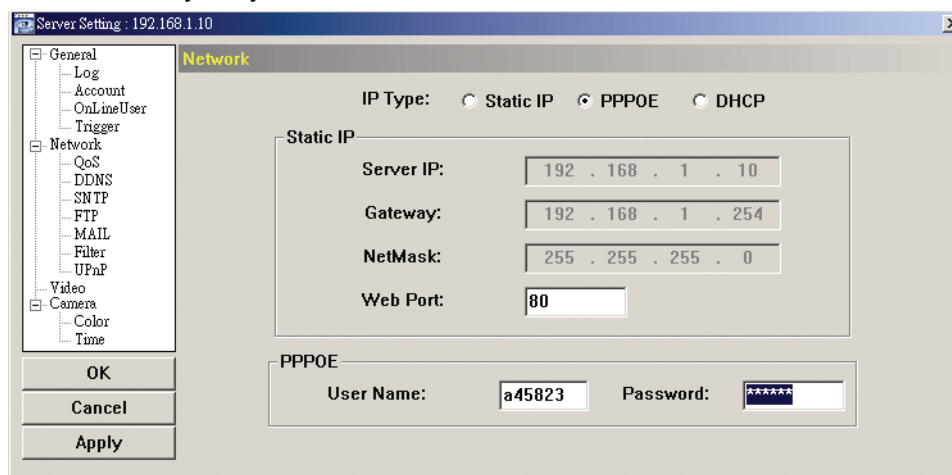 Server Setting : 192.168.1.10
General
Log
Account
OnLineUser
Trigger
Network
QoS
DDNS
SNTP
FTP
MAIL
Filter
UPnP
Video
Camera
Color
Time
OK
Cancel
Apply
Network
IP Type: Static IP PPPOE DHCP
Static IP
Server IP: 192 . 168 . 1 . 10
Gateway: 192 . 168 . 1 . 254
NetMask: 255 . 255 . 255 . 0
Web Port: 80
PPPOE
User Name: a45823 Password: ******